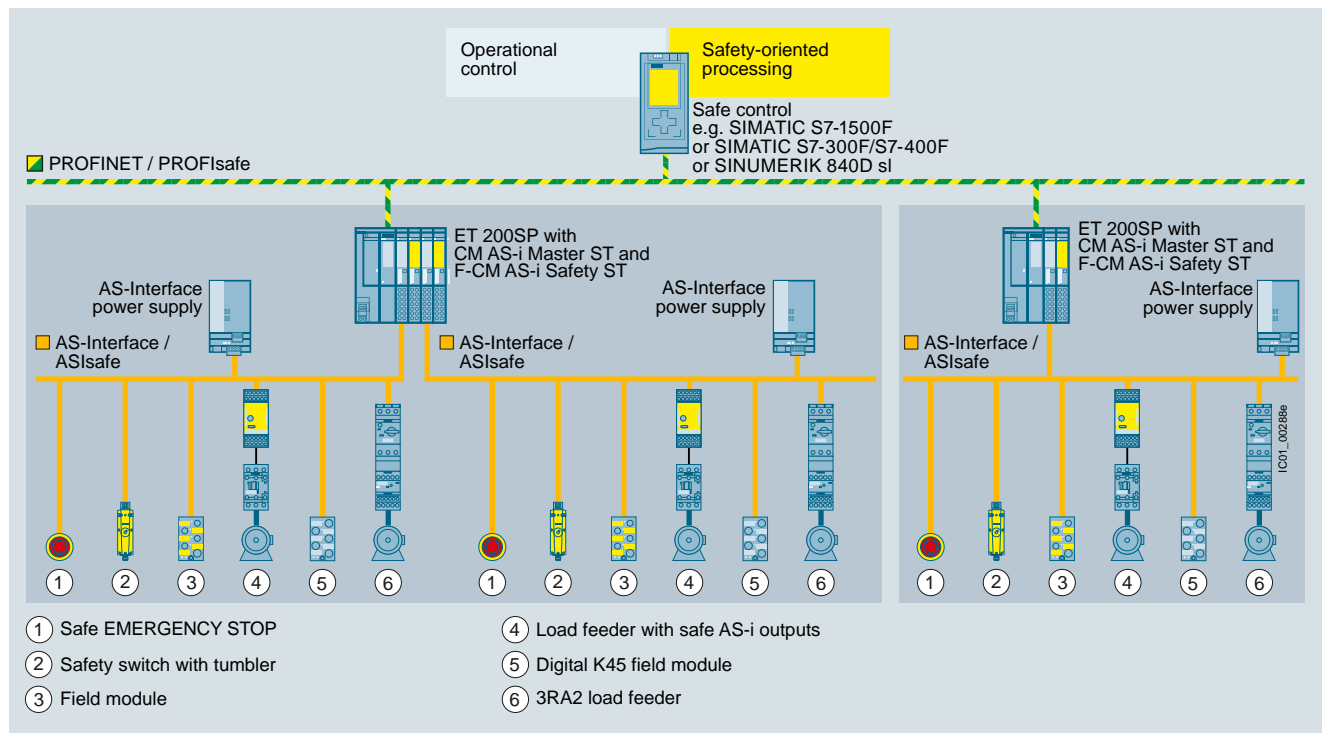 Operational
control
Safety-oriented
processing
Safe control
e.g. SIMATIC S7-1500F
or SIMATIC S7-300F/S7-400F
or SINUMERIK 840D sl
PROFINET / PROFIsafe
ET 200SP with
CM AS-i Master ST and
F-CM AS-i Safety ST
AS-Interface
power supply
AS-Interface /
ASIsafe
AS-Interface
power supply
AS-Interface /
ASIsafe
ET 200SP with
CM AS-i Master ST and
F-CM AS-i Safety ST
AS-Interface
power supply
AS-Interface /
ASIsafe
IC01_00288e
1 2 3 4 5 6
1 2 3 4 5 6
1 2 3 4 5 6
1 Safe EMERGENCY STOP
2 Safety switch with tumbler
3 Field module
4 Load feeder with safe AS-i outputs
5 Digital K45 field module
6 3RA2 load feeder